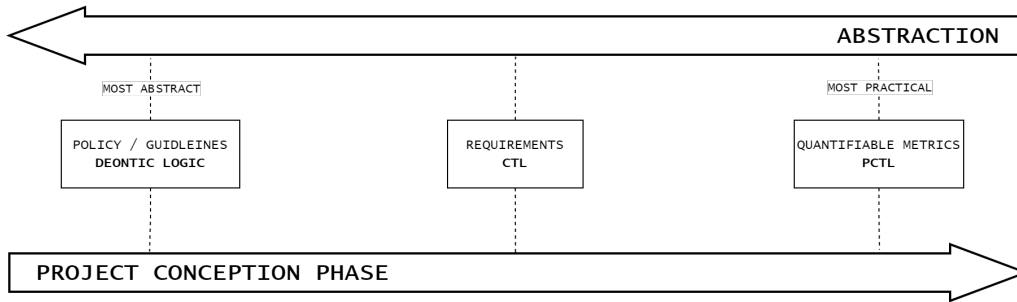 ABSTRACTION
MOST ABSTRACT
MOST PRACTICAL
POLICY / GUIDLEINES
DEONTIC LOGIC
REQUIREMENTS
CTL
QUANTIFIABLE METRICS
PCTL
PROJECT CONCEPTION PHASE